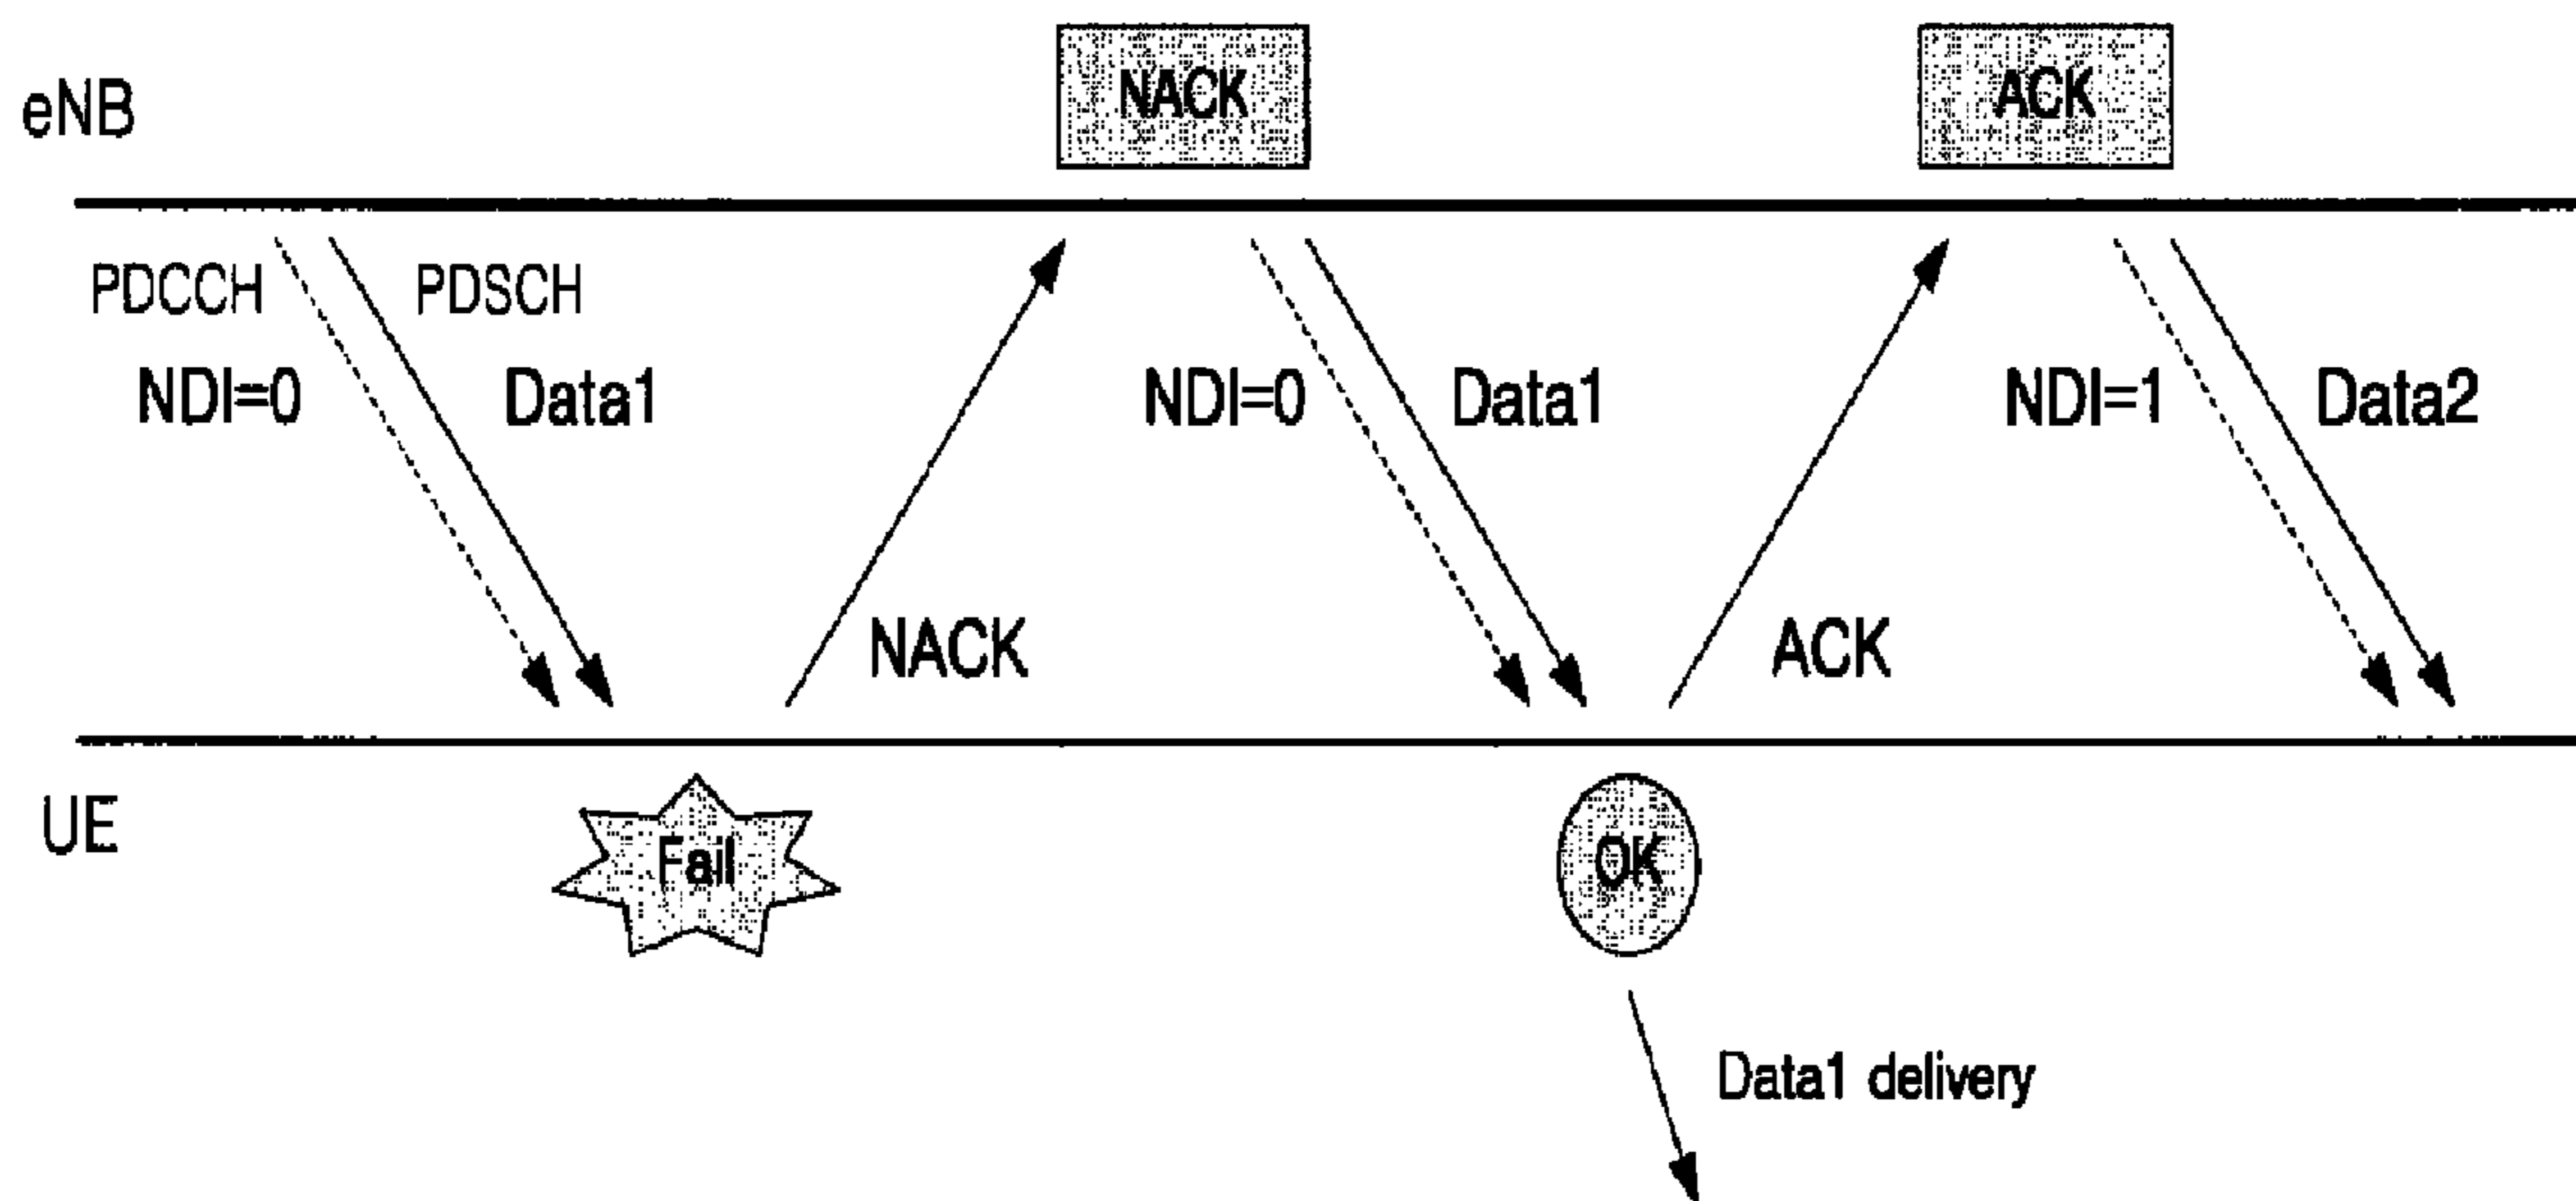 NACK
ACK
eNB
PDCCH
PDSCH
NDI=0
Data1
NDI=0
Data1
NDI=1
Data2
NACK
ACK
UE
Fail
OK
Data1 delivery